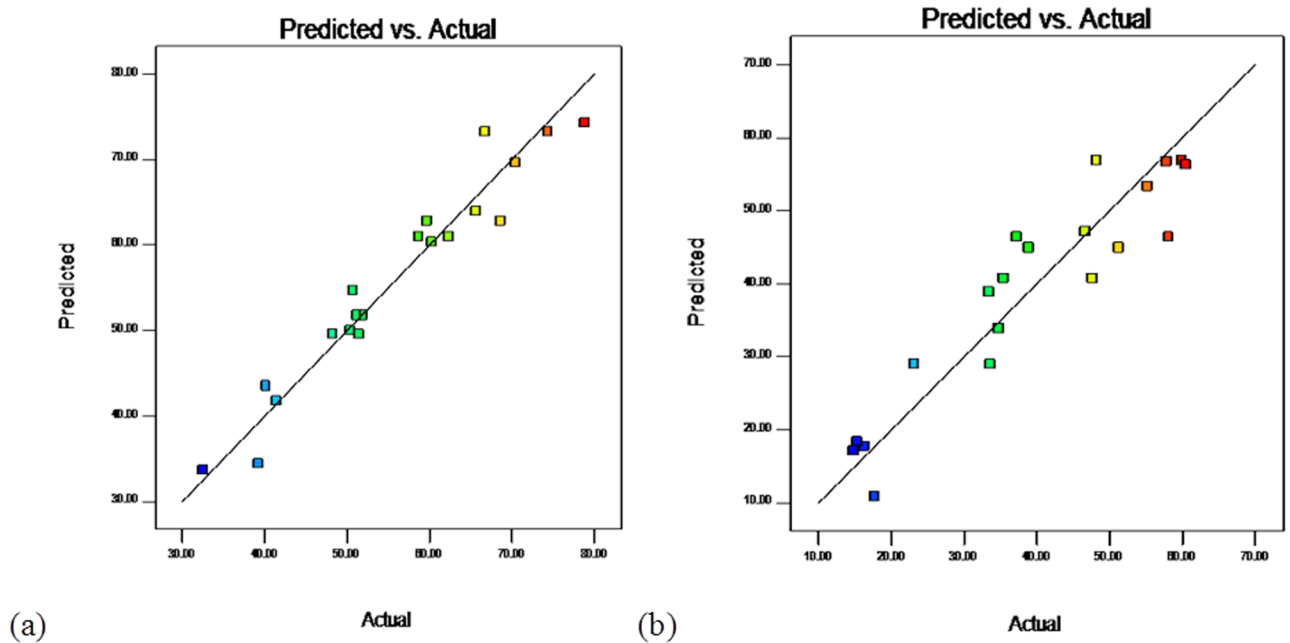 Predicted vs. Actual
80.00
70.00
60.00
50.00
40.00
30.00
Predicted
30.00 40.00 50.00 60.00 70.00 80.00
Actual
(a)
Predicted vs. Actual
70.00
60.00
50.00
40.00
30.00
20.00
10.00
Predicted
10.00 20.00 30.00 40.00 50.00 60.00 70.00
Actual
(b)